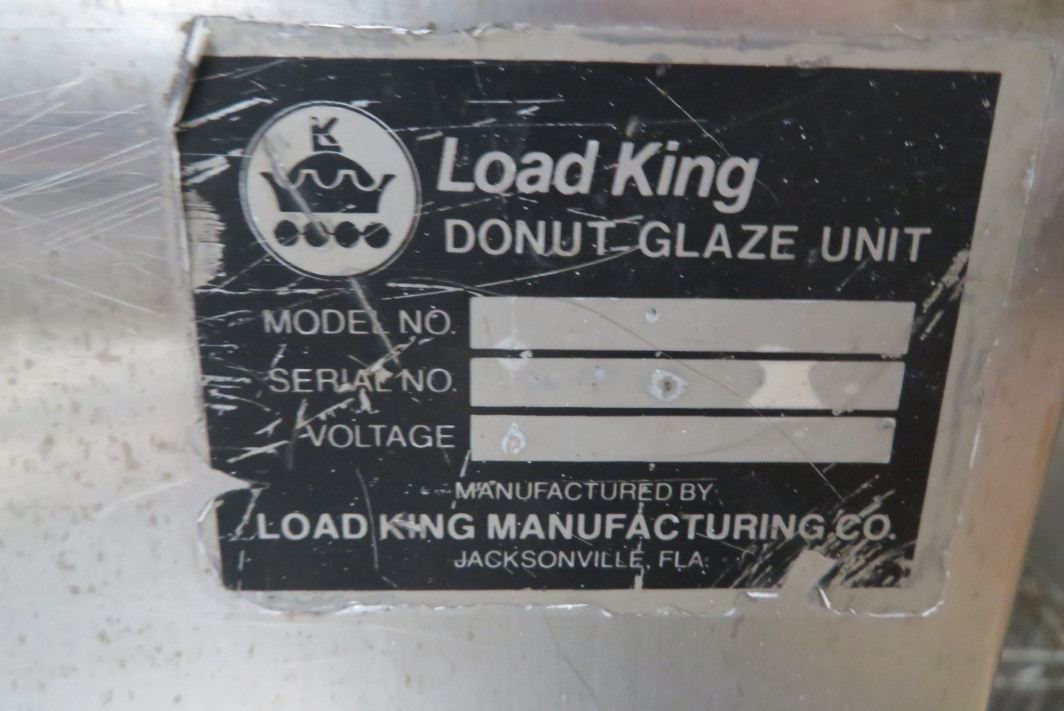 K
Load King
DONUT GLAZE UNIT
MODEL NO.
SERIAL NO.
VOLTAGE
MANUFACTURED BY
LOAD KING MANUFACTURING CO.
JACKSONVILLE, FLA.